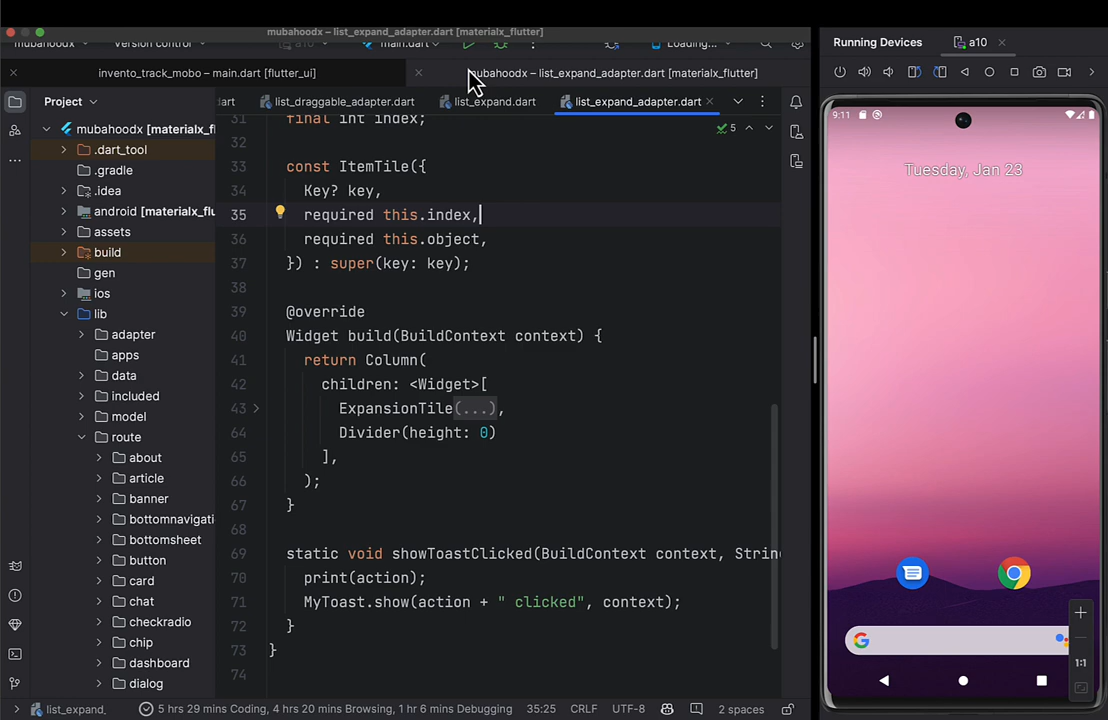 mubahoodx – list_expand_adapter.dart [materialx_flutter]
mubahoodx
Version control
a10
main.dart
Loading...
invento_track_mobo – main.dart [flutter_ui]
mubahoodx – list_expand_adapter.dart [materialx_flutter]
Project
dart
list_draggable_adapter.dart
list_expand.dart
list_expand_adapter.dart
mubahoodx [materialx_fl
.dart_tool
.gradle
.idea
android [materialx_flu
assets
build
gen
ios
lib
adapter
apps
data
included
model
route
about
article
banner
bottomnavigati
bottomsheet
button
card
chat
checkradio
chip
dashboard
dialog
5
31 final int index;
32
33 const ItemTile({
34 Key? key,
35 required this.index,
36 required this.object,
37 }) : super(key: key);
38
39 @override
40 Widget build(BuildContext context) {
41 return Column(
42 children: <Widget>[
43 ExpansionTile(...),
64 Divider(height: 0)
65 ],
66 );
67 }
68
69 static void showToastClicked(BuildContext context, Strin
70 print(action);
71 MyToast.show(action + " clicked", context);
72 }
73 }
74
list_expand_
5 hrs 29 mins Coding, 4 hrs 20 mins Browsing, 1 hr 6 mins Debugging
35:25
CRLF
UTF-8
2 spaces
Running Devices
a10
9:11
Tuesday, Jan 23
1:1